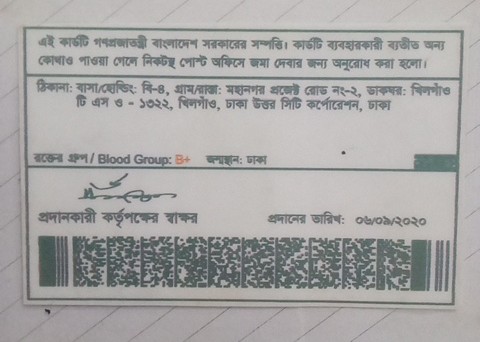 এই কার্ডটি গণপ্রজাতন্ত্রী বাংলাদেশ সরকারের সম্পত্তি। কার্ডটি ব্যবহারকারী ব্যতীত অন্য
কোথাও পাওয়া গেলে নিকটস্থ পোস্ট অফিসে জমা দেবার জন্য অনুরোধ করা হলো।
ঠিকানা: বাসা/হোল্ডিং: বি-৪, গ্রাম/রাস্তা: মহানগর প্রজেক্ট রোড নং-২, ডাকঘর: খিলগাঁও
টি এস ও - ১৩২২, খিলগাঁও, ঢাকা উত্তর সিটি কর্পোরেশন, ঢাকা
রক্তের গ্রুপ / Blood Group: B+ জন্মস্থান: ঢাকা
প্রদানকারী কর্তৃপক্ষের স্বাক্ষর প্রদানের তারিখ: ০৬/০৯/২০২০